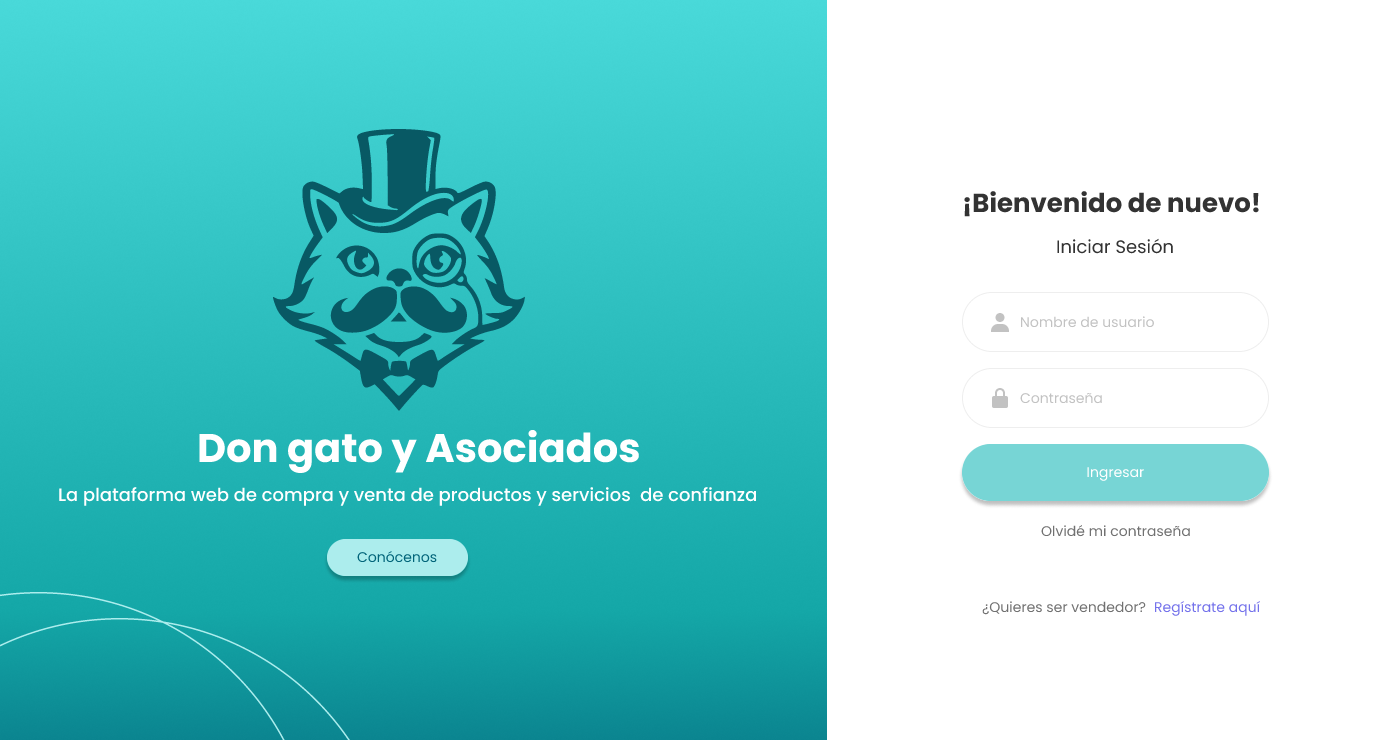 Don gato y Asociados
La plataforma web de compra y venta de productos y servicios  de confianza
Conócenos
¡Bienvenido de nuevo!
Iniciar Sesión
Nombre de usuario
Contraseña
Ingresar
Olvidé mi contraseña
¿Quieres ser vendedor?  Regístrate aquí